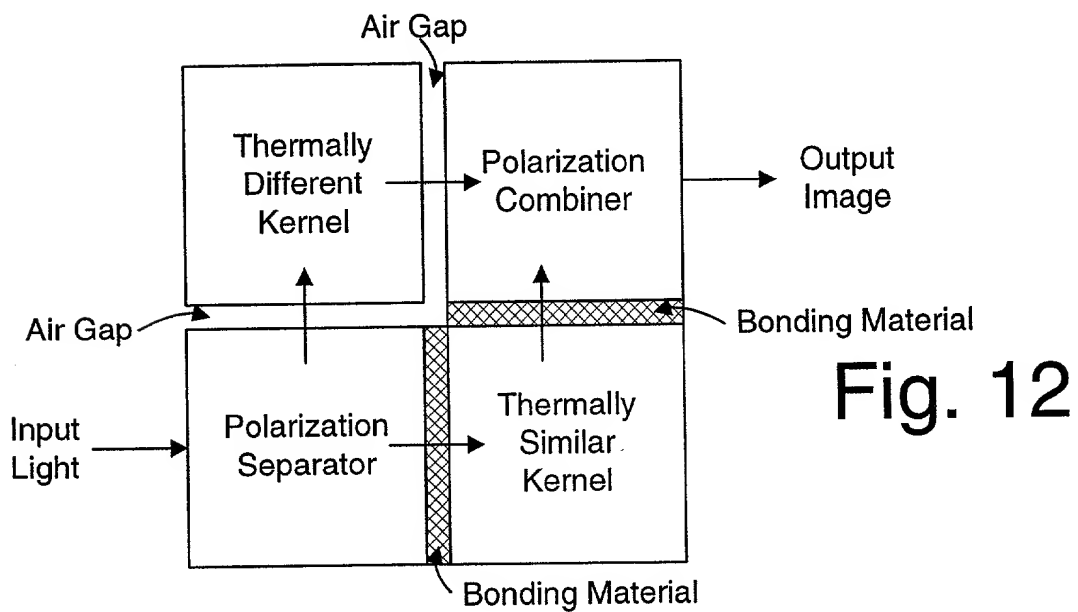 Air Gap
Thermally
Different
Kernel
Polarization
Combiner
Output
Image
Air Gap
Bonding Material
Fig. 12
Input
Light
Polarization
Separator
Thermally
Similar
Kernel
Bonding Material